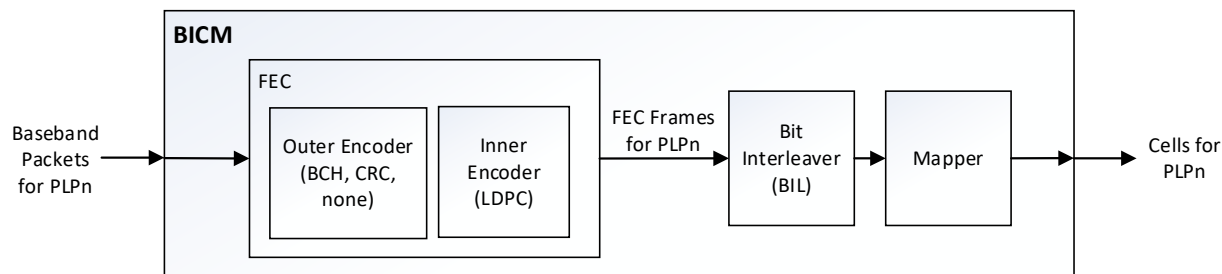 BICM
FEC
Baseband
Packets
for PLPn
Outer Encoder
(BCH, CRC,
none)
Inner
Encoder
(LDPC)
FEC Frames
for PLPn
Bit
Interleaver
(BIL)
Mapper
Cells for
PLPn